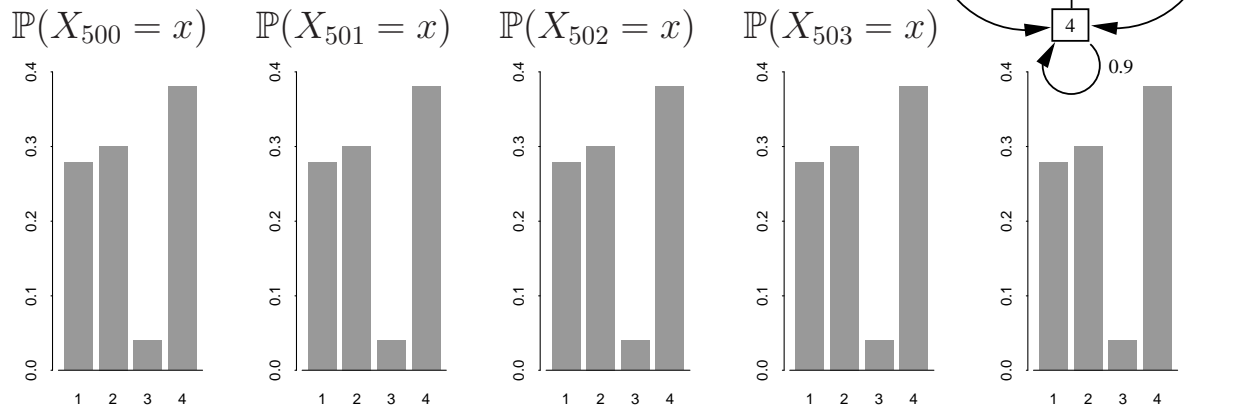 4
0.9
ℙ(X₅₀₀ = x) ℙ(X₅₀₁ = x) ℙ(X₅₀₂ = x) ℙ(X₅₀₃ = x)
0.4 0.4 0.4 0.4 0.4
0.3 0.3 0.3 0.3 0.3
0.2 0.2 0.2 0.2 0.2
0.1 0.1 0.1 0.1 0.1
0.0 0.0 0.0 0.0 0.0
1 2 3 4 1 2 3 4 1 2 3 4 1 2 3 4 1 2 3 4